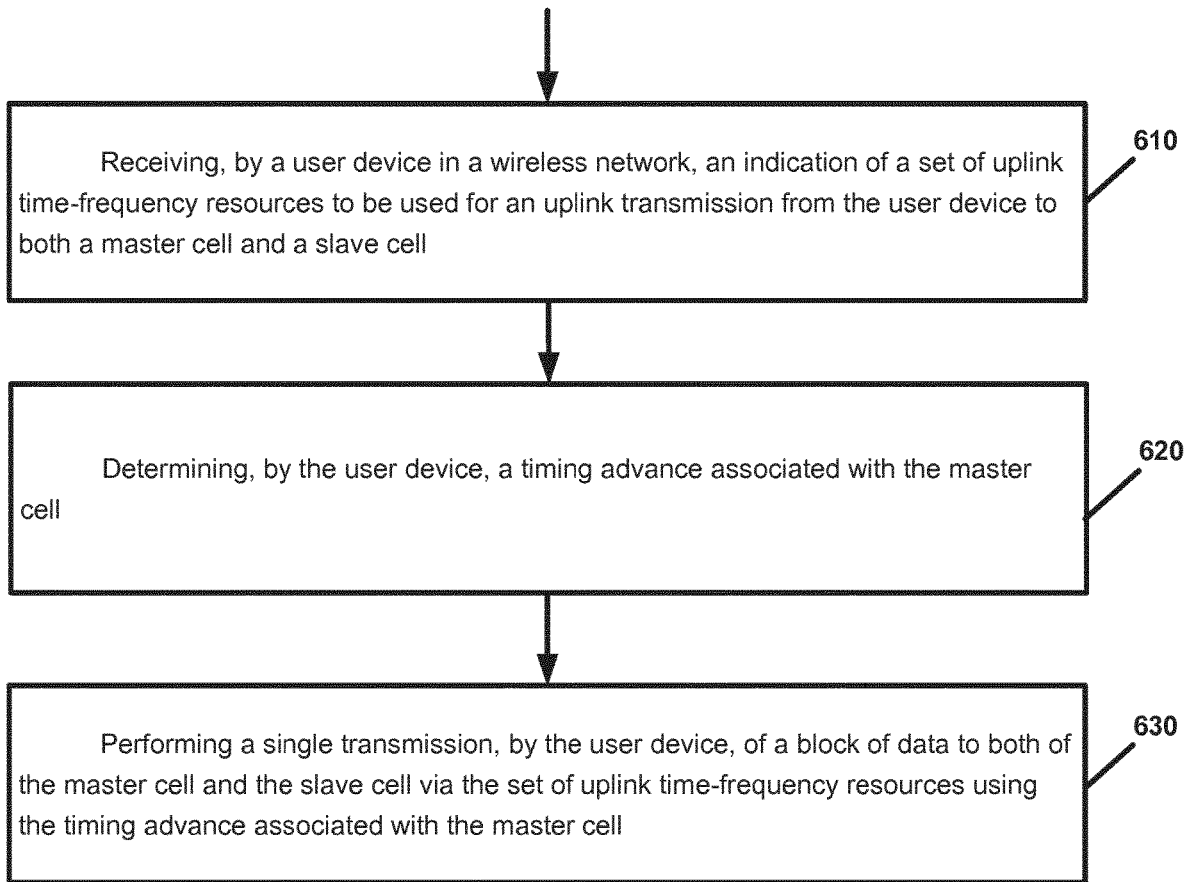 Receiving, by a user device in a wireless network, an indication of a set of uplink
time-frequency resources to be used for an uplink transmission from the user device to
both a master cell and a slave cell
610
Determining, by the user device, a timing advance associated with the master
cell
620
Performing a single transmission, by the user device, of a block of data to both of
the master cell and the slave cell via the set of uplink time-frequency resources using
the timing advance associated with the master cell
630